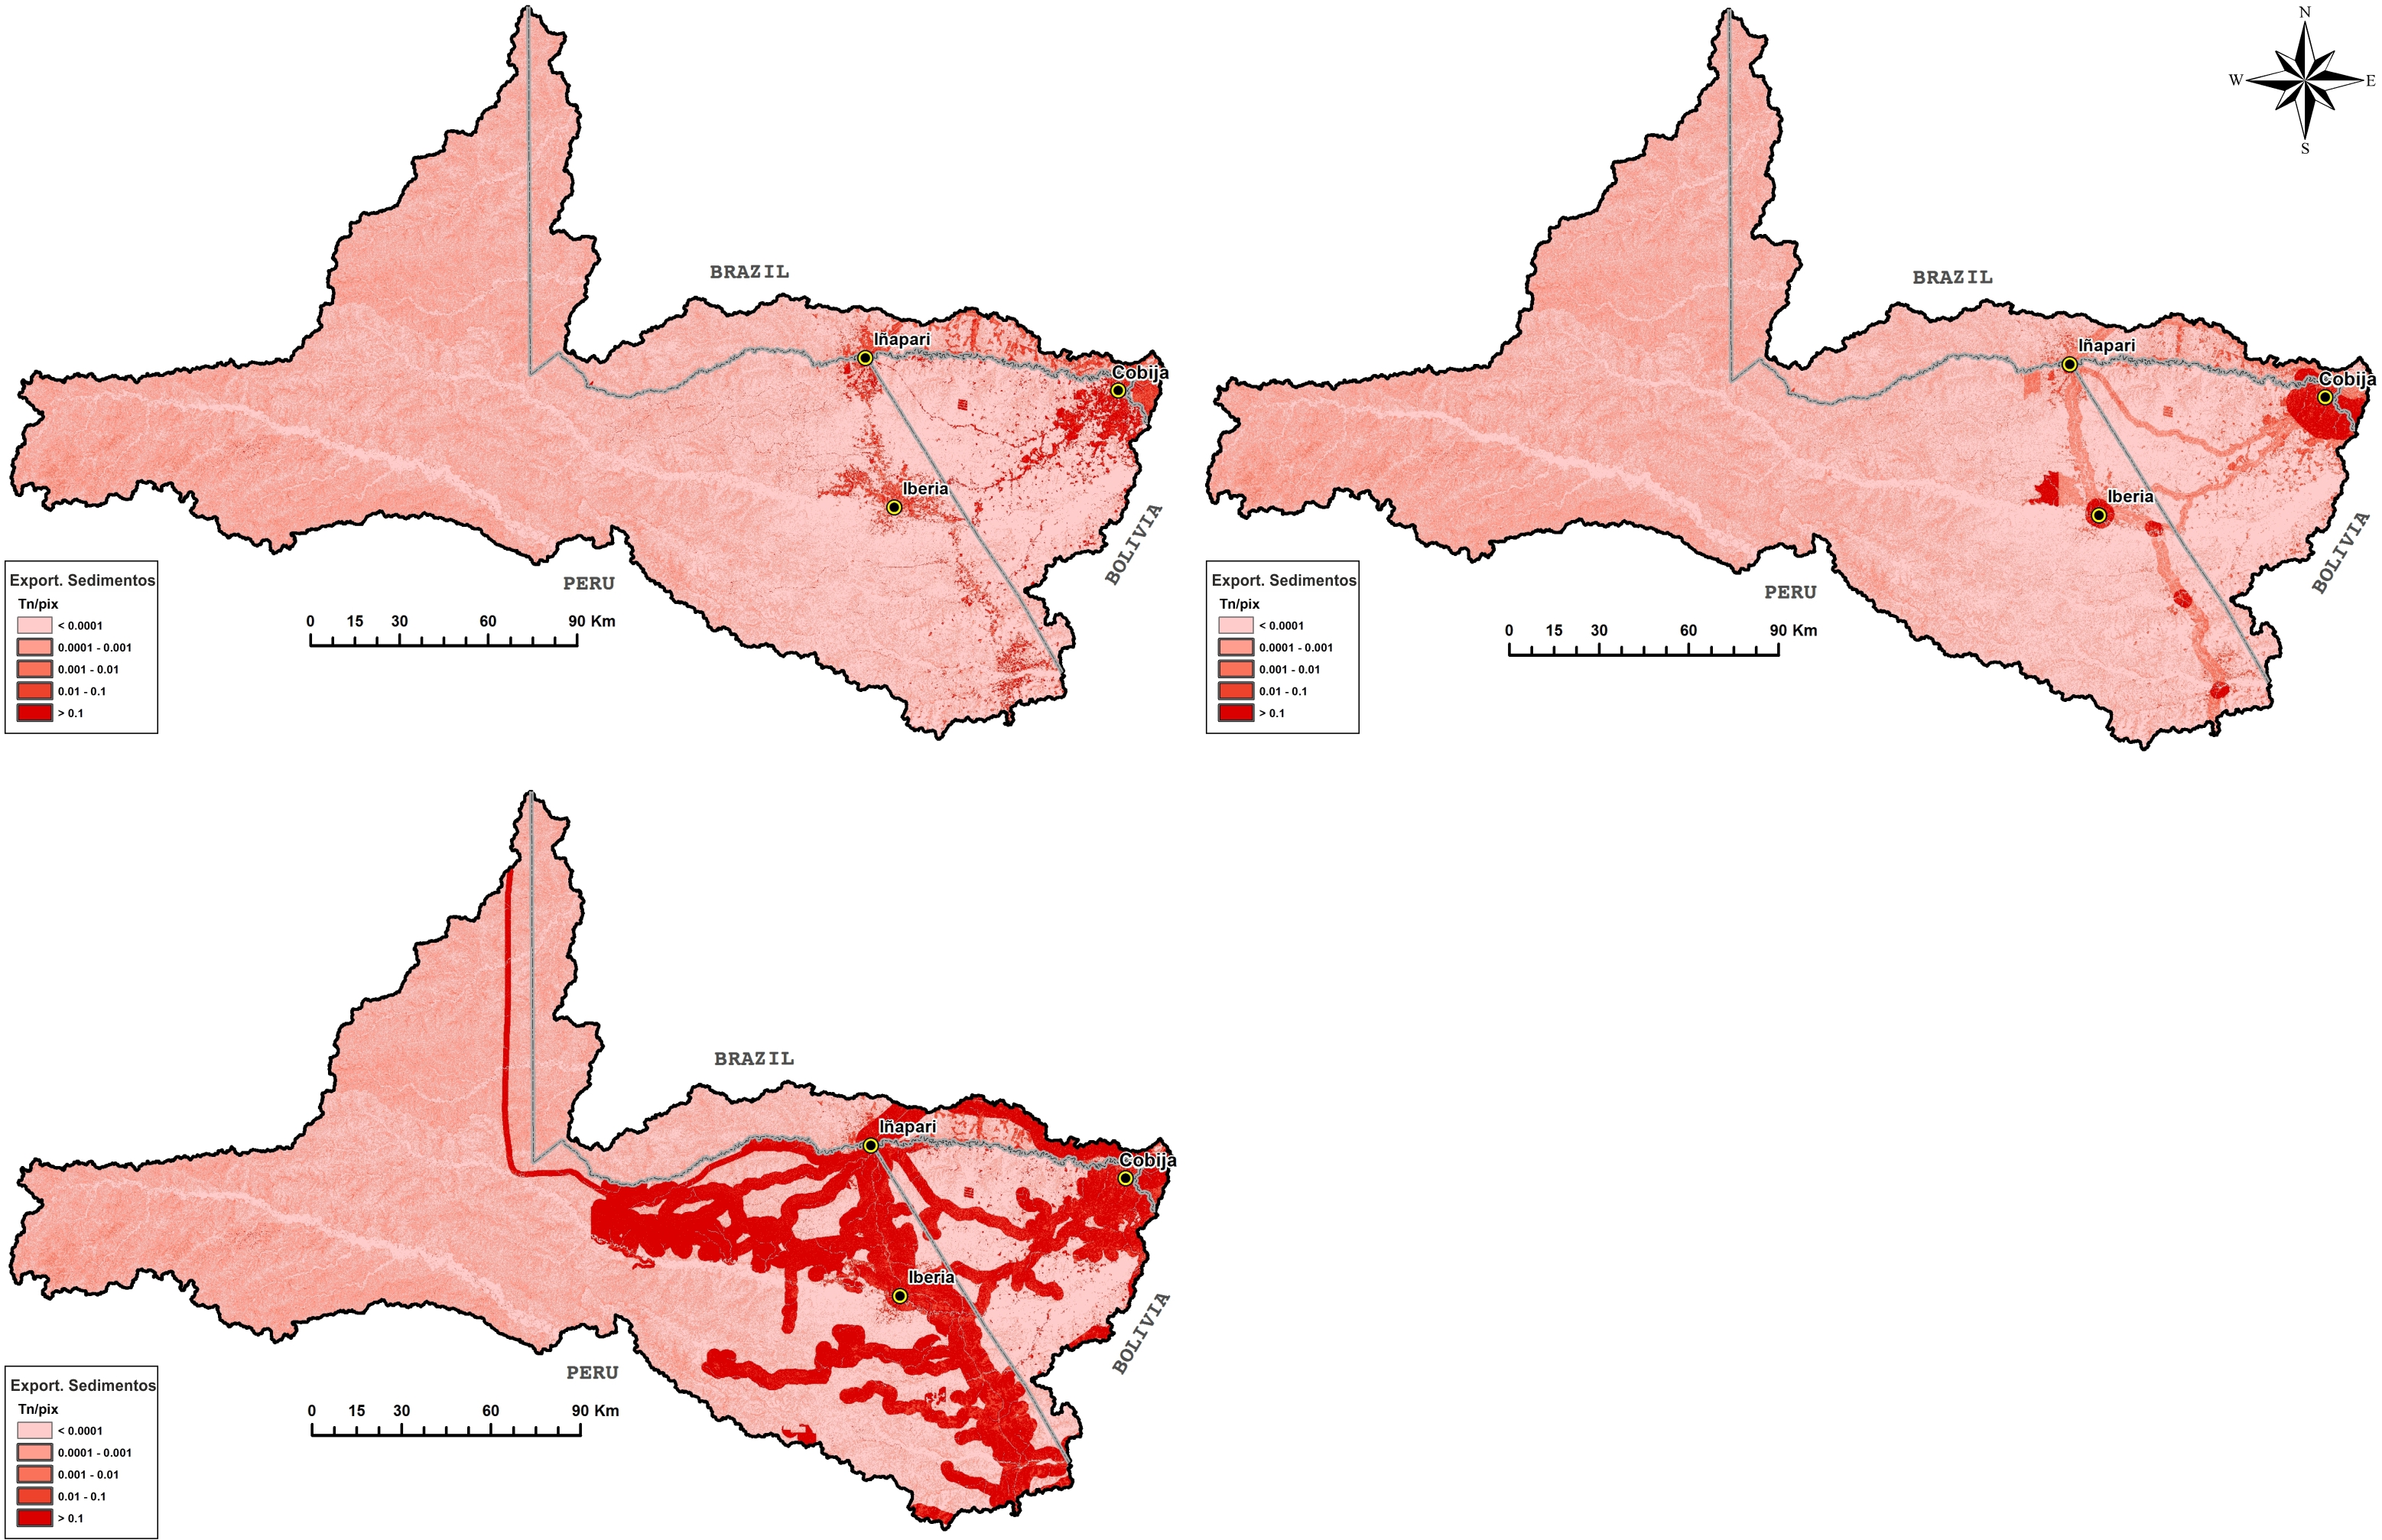 BRAZIL
Iñapari
Cobija
Iberia
BOLIVIA
PERU
Export. Sedimentos
Tn/pix
< 0.0001
0.0001 - 0.001
0.001 - 0.01
0.01 - 0.1
> 0.1
0 15 30 60 90 Km
N
W E
S
BRAZIL
Iñapari
Cobija
Iberia
BOLIVIA
PERU
Export. Sedimentos
Tn/pix
< 0.0001
0.0001 - 0.001
0.001 - 0.01
0.01 - 0.1
> 0.1
0 15 30 60 90 Km
BRAZIL
Iñapari
Cobija
Iberia
BOLIVIA
PERU
Export. Sedimentos
Tn/pix
< 0.0001
0.0001 - 0.001
0.001 - 0.01
0.01 - 0.1
> 0.1
0 15 30 60 90 Km